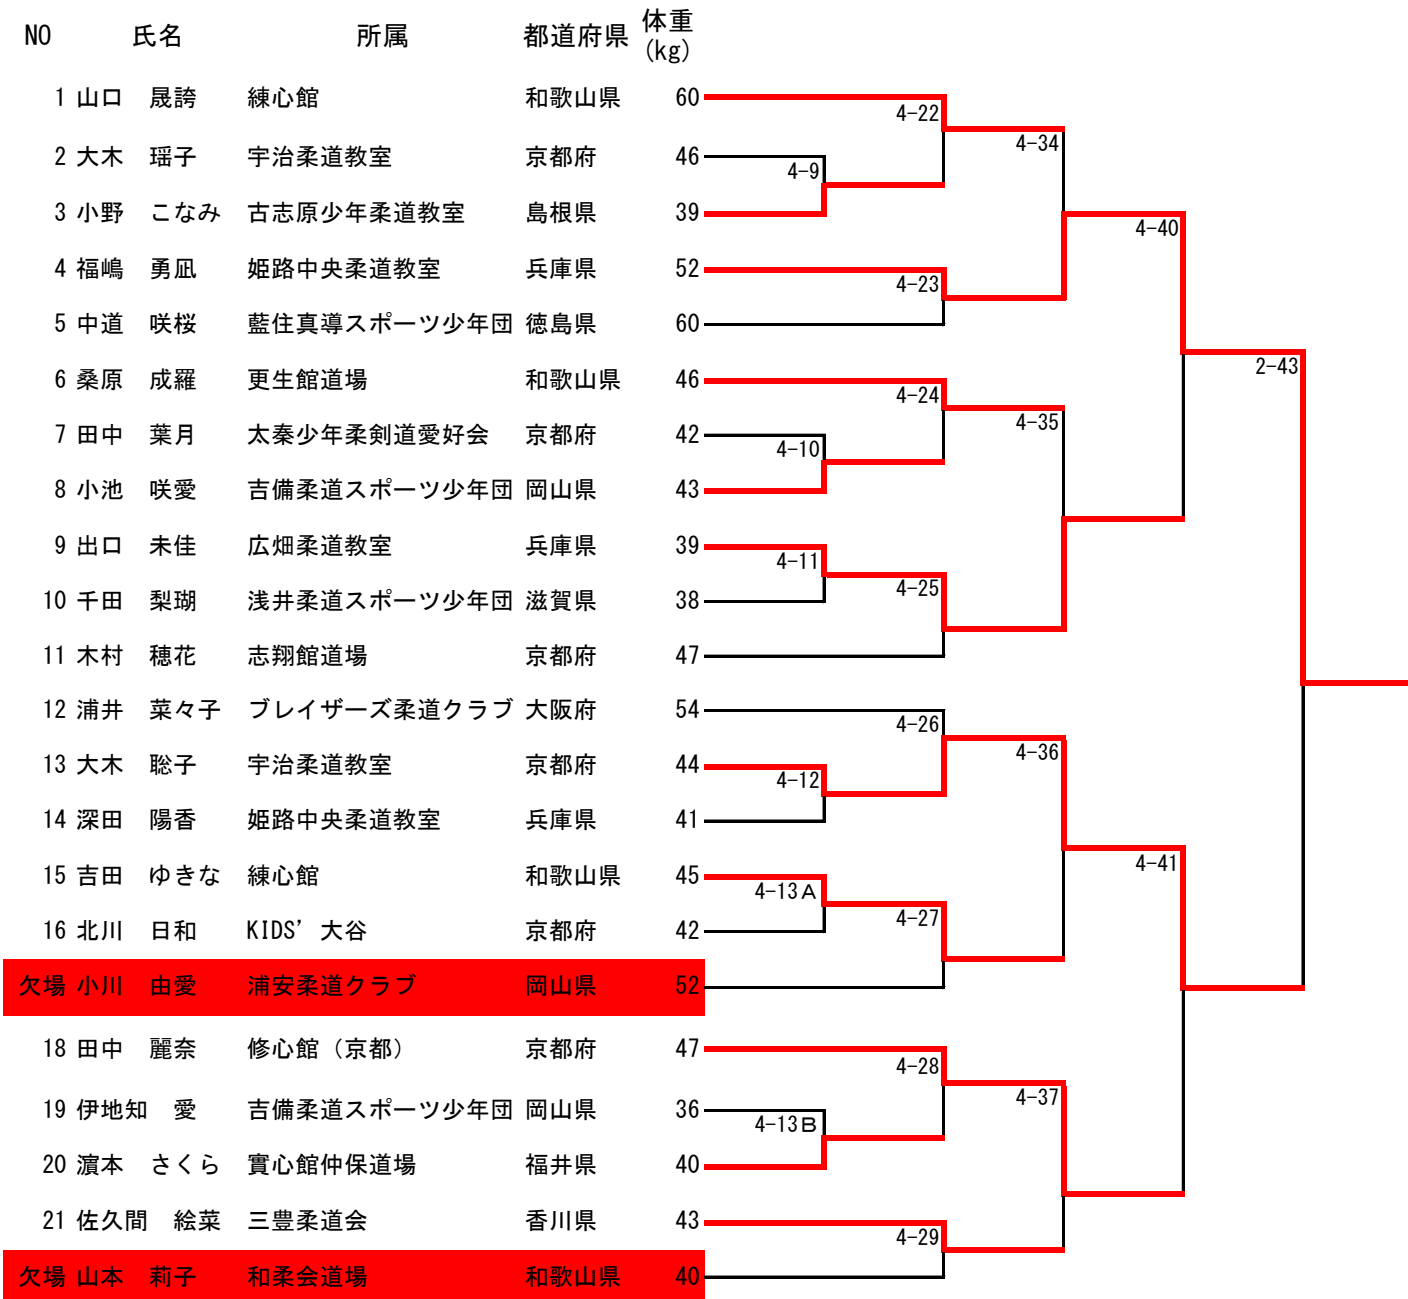 NO 氏名 所属 都道府県 体重(kg)
1 山口 晟誇 練心館 和歌山県 60
4-22
4-34
2 大木 瑶子 宇治柔道教室 京都府 46
4-9
3 小野 こなみ 古志原少年柔道教室 島根県 39
4-40
4 福嶋 勇凪 姫路中央柔道教室 兵庫県 52
4-23
5 中道 咲桜 藍住真導スポーツ少年団 徳島県 60
2-43
6 桑原 成羅 更生館道場 和歌山県 46
4-24
4-35
7 田中 葉月 太秦少年柔剣道愛好会 京都府 42
4-10
8 小池 咲愛 吉備柔道スポーツ少年団 岡山県 43
9 出口 未佳 広畑柔道教室 兵庫県 39
4-11
4-25
10 千田 梨瑚 浅井柔道スポーツ少年団 滋賀県 38
11 木村 穂花 志翔館道場 京都府 47
12 浦井 菜々子 ブレイザーズ柔道クラブ 大阪府 54
4-26
4-36
13 大木 聡子 宇治柔道教室 京都府 44
4-12
14 深田 陽香 姫路中央柔道教室 兵庫県 41
4-41
15 吉田 ゆきな 練心館 和歌山県 45
4-13A
4-27
16 北川 日和 KIDS’大谷 京都府 42
欠場 小川 由愛 浦安柔道クラブ 岡山県 52
18 田中 麗奈 修心館（京都） 京都府 47
4-28
4-37
19 伊地知 愛 吉備柔道スポーツ少年団 岡山県 36
4-13B
20 濵本 さくら 實心館仲保道場 福井県 40
21 佐久間 絵菜 三豊柔道会 香川県 43
4-29
欠場 山本 莉子 和柔会道場 和歌山県 40